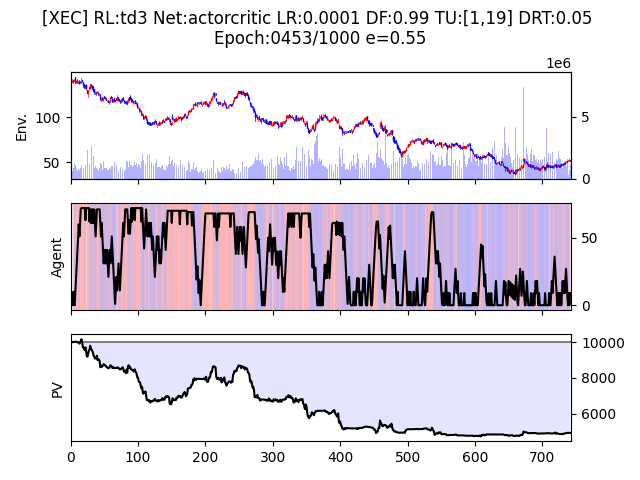 [XEC] RL:td3 Net:actorcritic LR:0.0001 DF:0.99 TU:[1,19] DRT:0.05
Epoch:0453/1000 e=0.55
1e6
Env.
100
50
5
0
Agent
50
0
PV
10000
8000
6000
0 100 200 300 400 500 600 700